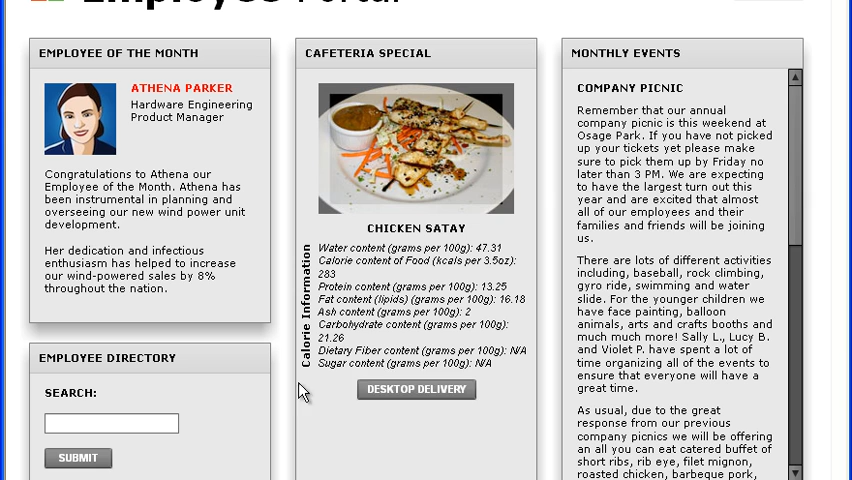 Employee Portal
EMPLOYEE OF THE MONTH
ATHENA PARKER
Hardware Engineering
Product Manager
Congratulations to Athena our
Employee of the Month. Athena has
been instrumental in planning and
overseeing our new wind power unit
development.
Her dedication and infectious
enthusiasm has helped to increase
our wind-powered sales by 8%
throughout the nation.
EMPLOYEE DIRECTORY
SEARCH:
SUBMIT
CAFETERIA SPECIAL
CHICKEN SATAY
Calorie Information
Water content (grams per 100g): 47.31
Calorie content of Food (kcals per 3.5oz):
283
Protein content (grams per 100g): 13.25
Fat content (lipids) (grams per 100g): 16.18
Ash content (grams per 100g): 2
Carbohydrate content (grams per 100g):
21.26
Dietary Fiber content (grams per 100g): N/A
Sugar content (grams per 100g): N/A
DESKTOP DELIVERY
MONTHLY EVENTS
COMPANY PICNIC
Remember that our annual
company picnic is this weekend at
Osage Park. If you have not picked
up your tickets yet please make
sure to pick them up by Friday no
later than 3 PM. We are expecting
to have the largest turn out this
year and are excited that almost
all of our employees and their
families and friends will be joining
us.
There are lots of different activities
including, baseball, rock climbing,
gyro ride, swimming and water
slide. For the younger children we
have face painting, balloon
animals, arts and crafts booths and
much much more! Sally L., Lucy B.
and Violet P. have spent a lot of
time organizing all of the events to
ensure that everyone will have a
great time.
As usual, due to the great
response from our previous
company picnics we will be offering
an all you can eat catered buffet of
short ribs, rib eye, filet mignon,
roasted chicken, barbeque pork,